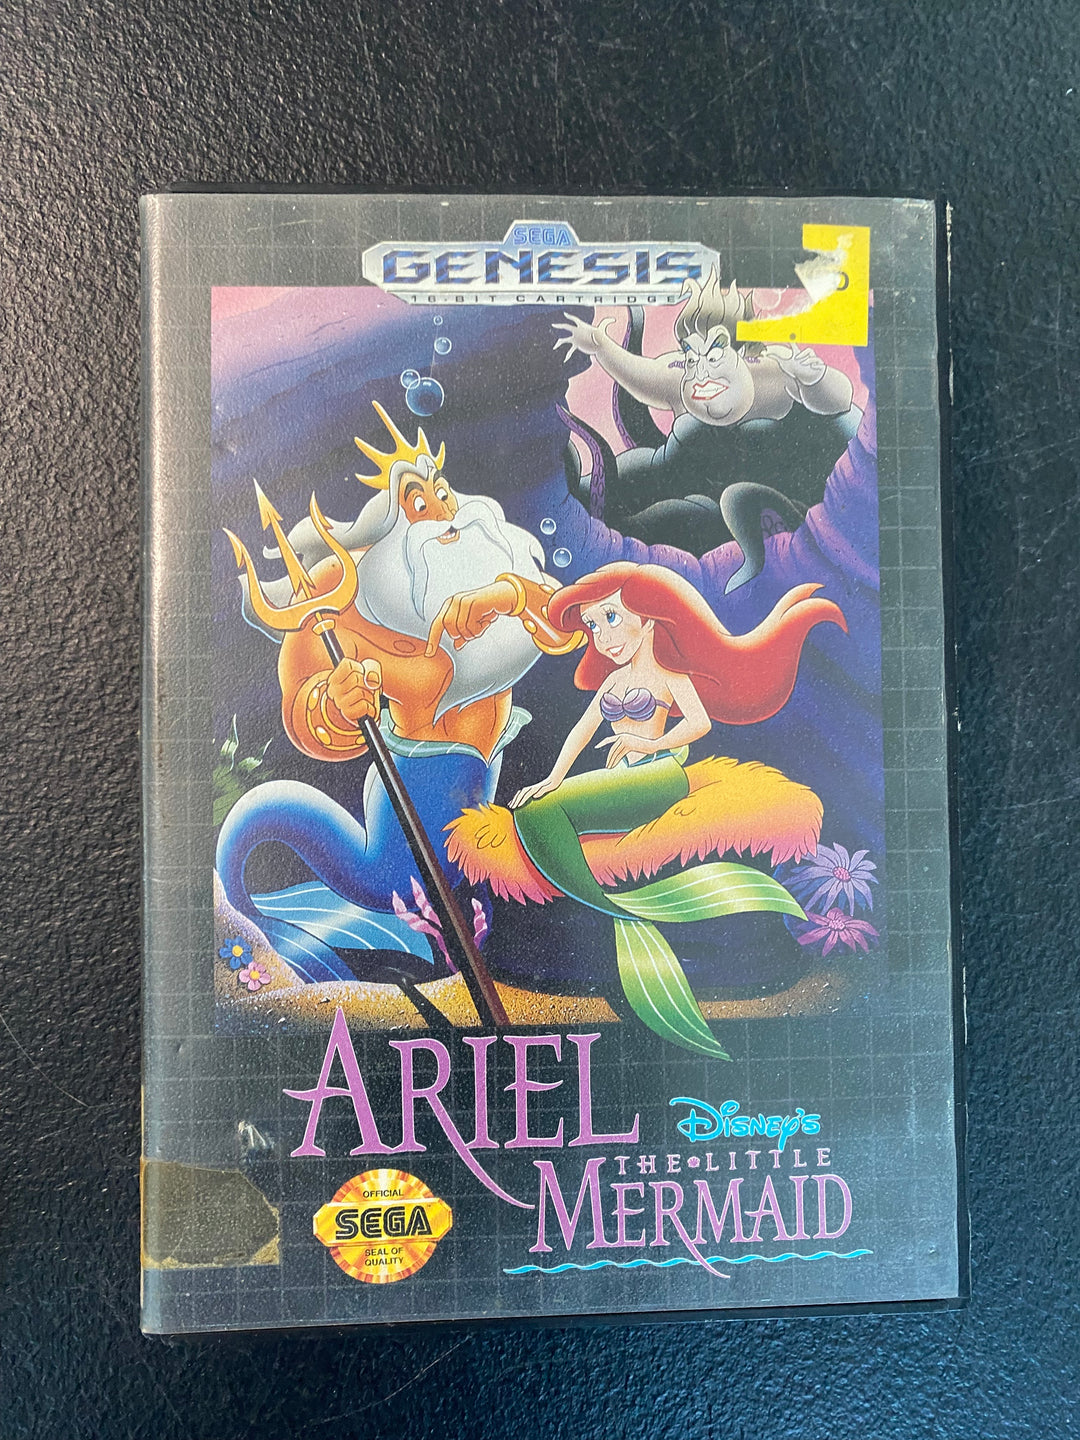 SEGA
GENESIS
16-BIT CARTRIDGE
ARIEL
DISNEY'S
THE LITTLE
MERMAID
OFFICIAL
SEGA
SEAL OF
QUALITY